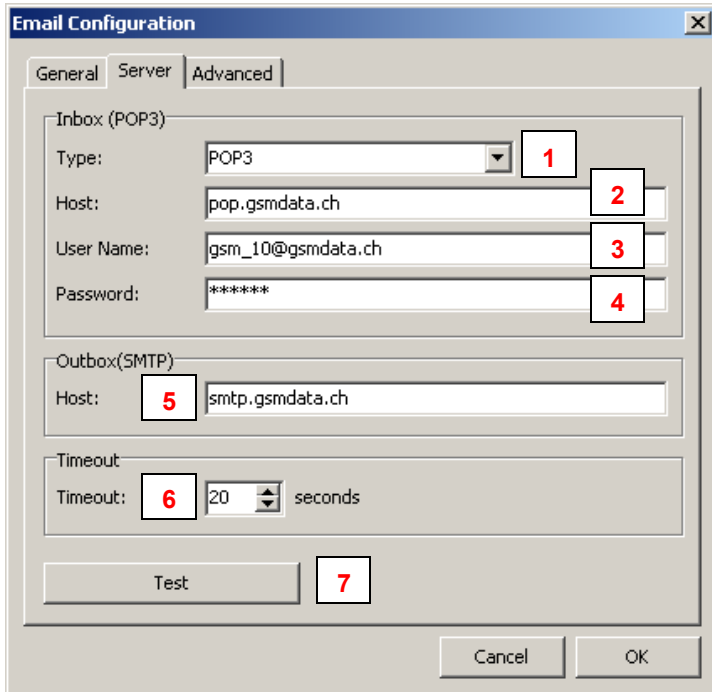 Email Configuration
General Server Advanced
Inbox (POP3)
Type: POP3 1
Host: pop.gsmdata.ch 2
User Name: gsm_10@gsmdata.ch 3
Password: ****** 4
Outbox(SMTP)
Host: 5 smtp.gsmdata.ch
Timeout
Timeout: 6 20 seconds
Test 7
Cancel OK